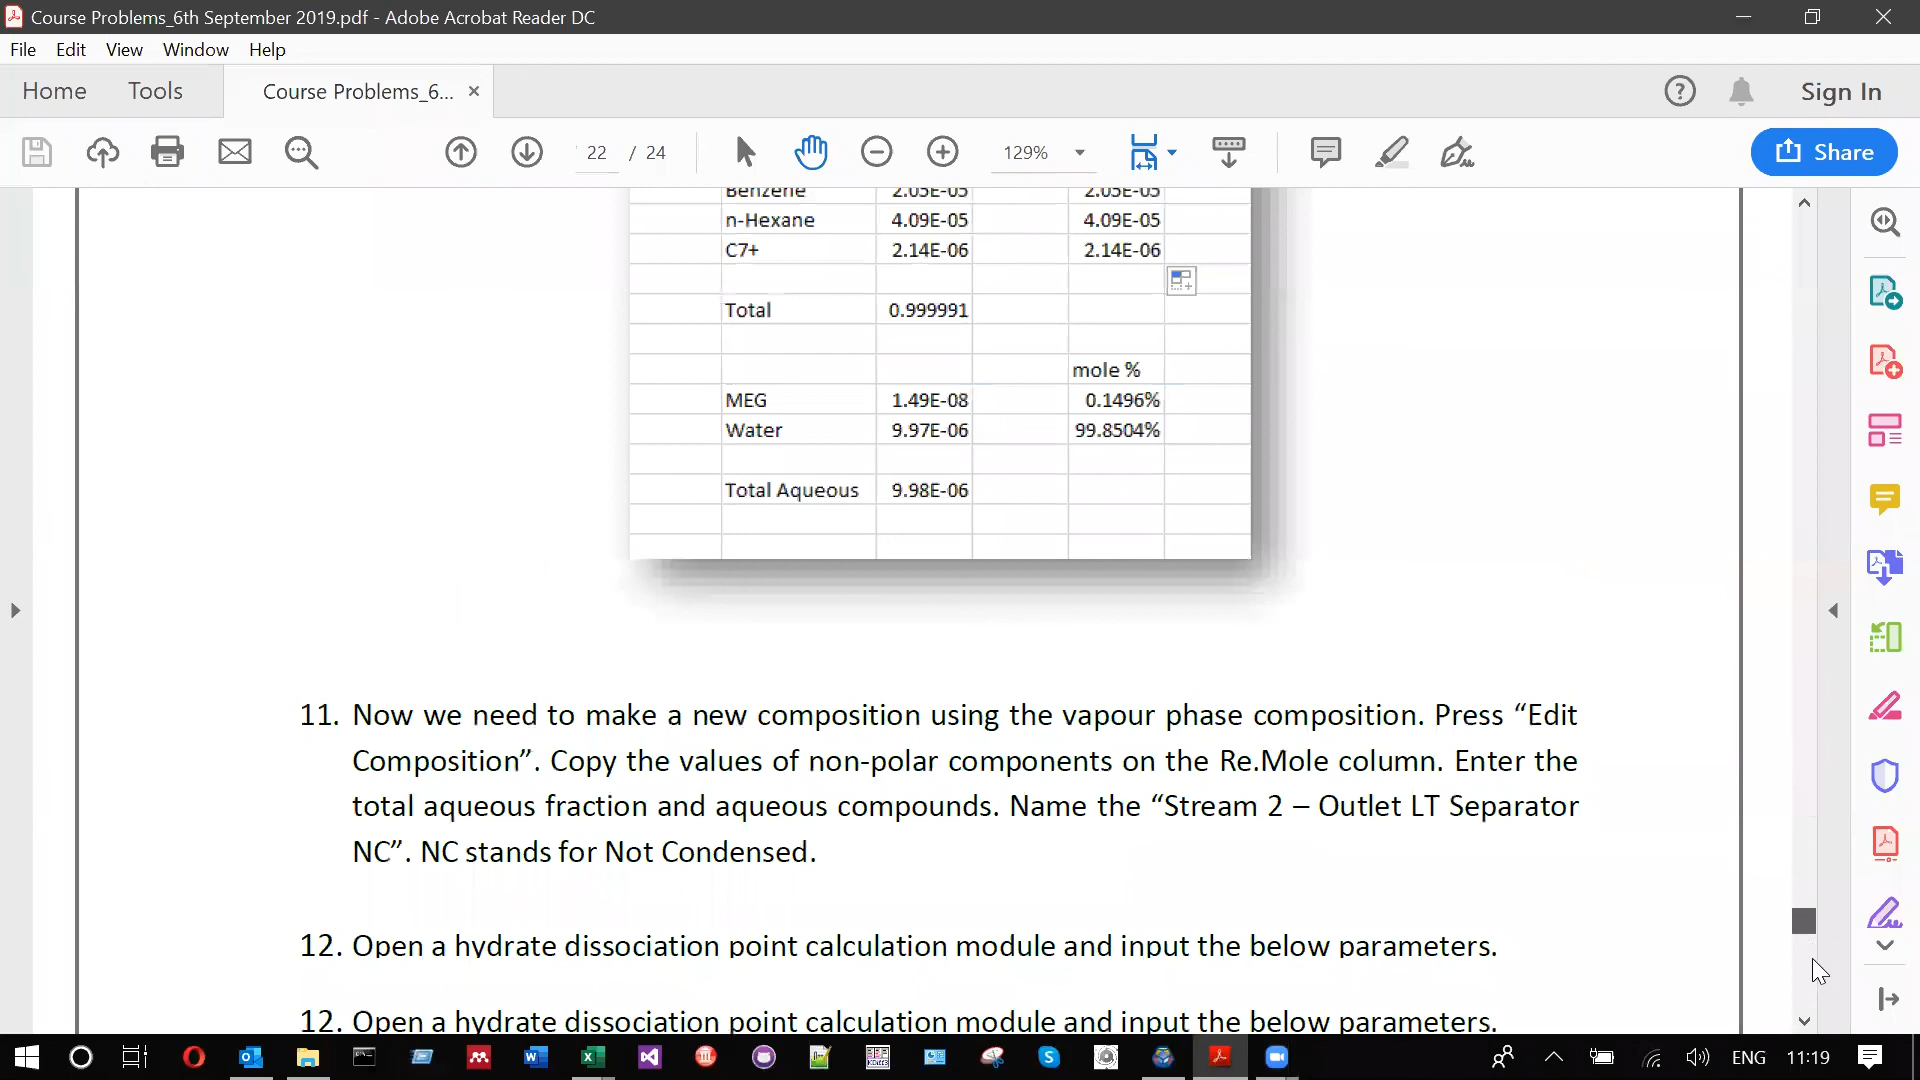 Course Problems_6th September 2019.pdf - Adobe Acrobat Reader DC
File Edit View Window Help
Home Tools Course Problems_6... × Sign In
22 / 24 129% Share
Benzene 2.05E-05 2.05E-05
n-Hexane 4.09E-05 4.09E-05
C7+ 2.14E-06 2.14E-06
Total 0.999991
mole %
MEG 1.49E-08 0.1496%
Water 9.97E-06 99.8504%
Total Aqueous 9.98E-06
11. Now we need to make a new composition using the vapour phase composition. Press “Edit
Composition”. Copy the values of non-polar components on the Re.Mole column. Enter the
total aqueous fraction and aqueous compounds. Name the “Stream 2 – Outlet LT Separator
NC”. NC stands for Not Condensed.
12. Open a hydrate dissociation point calculation module and input the below parameters.
12. Open a hydrate dissociation point calculation module and input the below parameters.
ENG 11:19